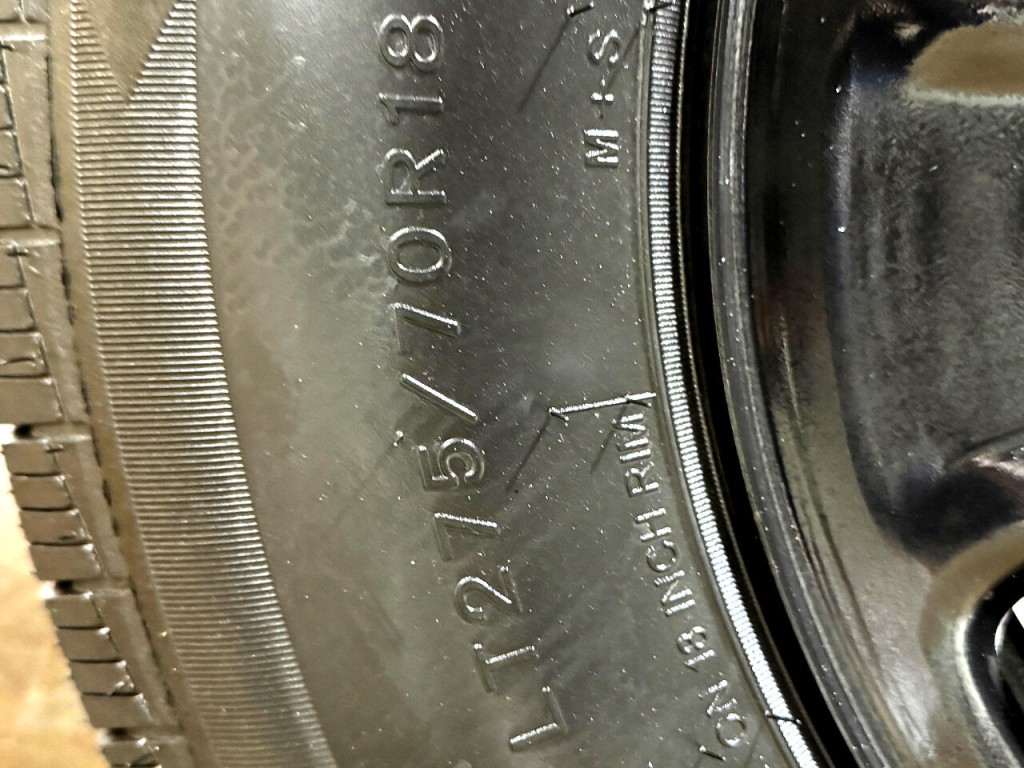 LT275/70R18
M+S
ON 18 INCH RIM